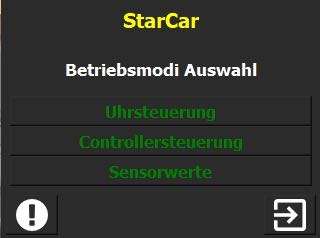 StarCar
Betriebsmodi Auswahl
Uhrsteuerung
Controllersteuerung
Sensorwerte